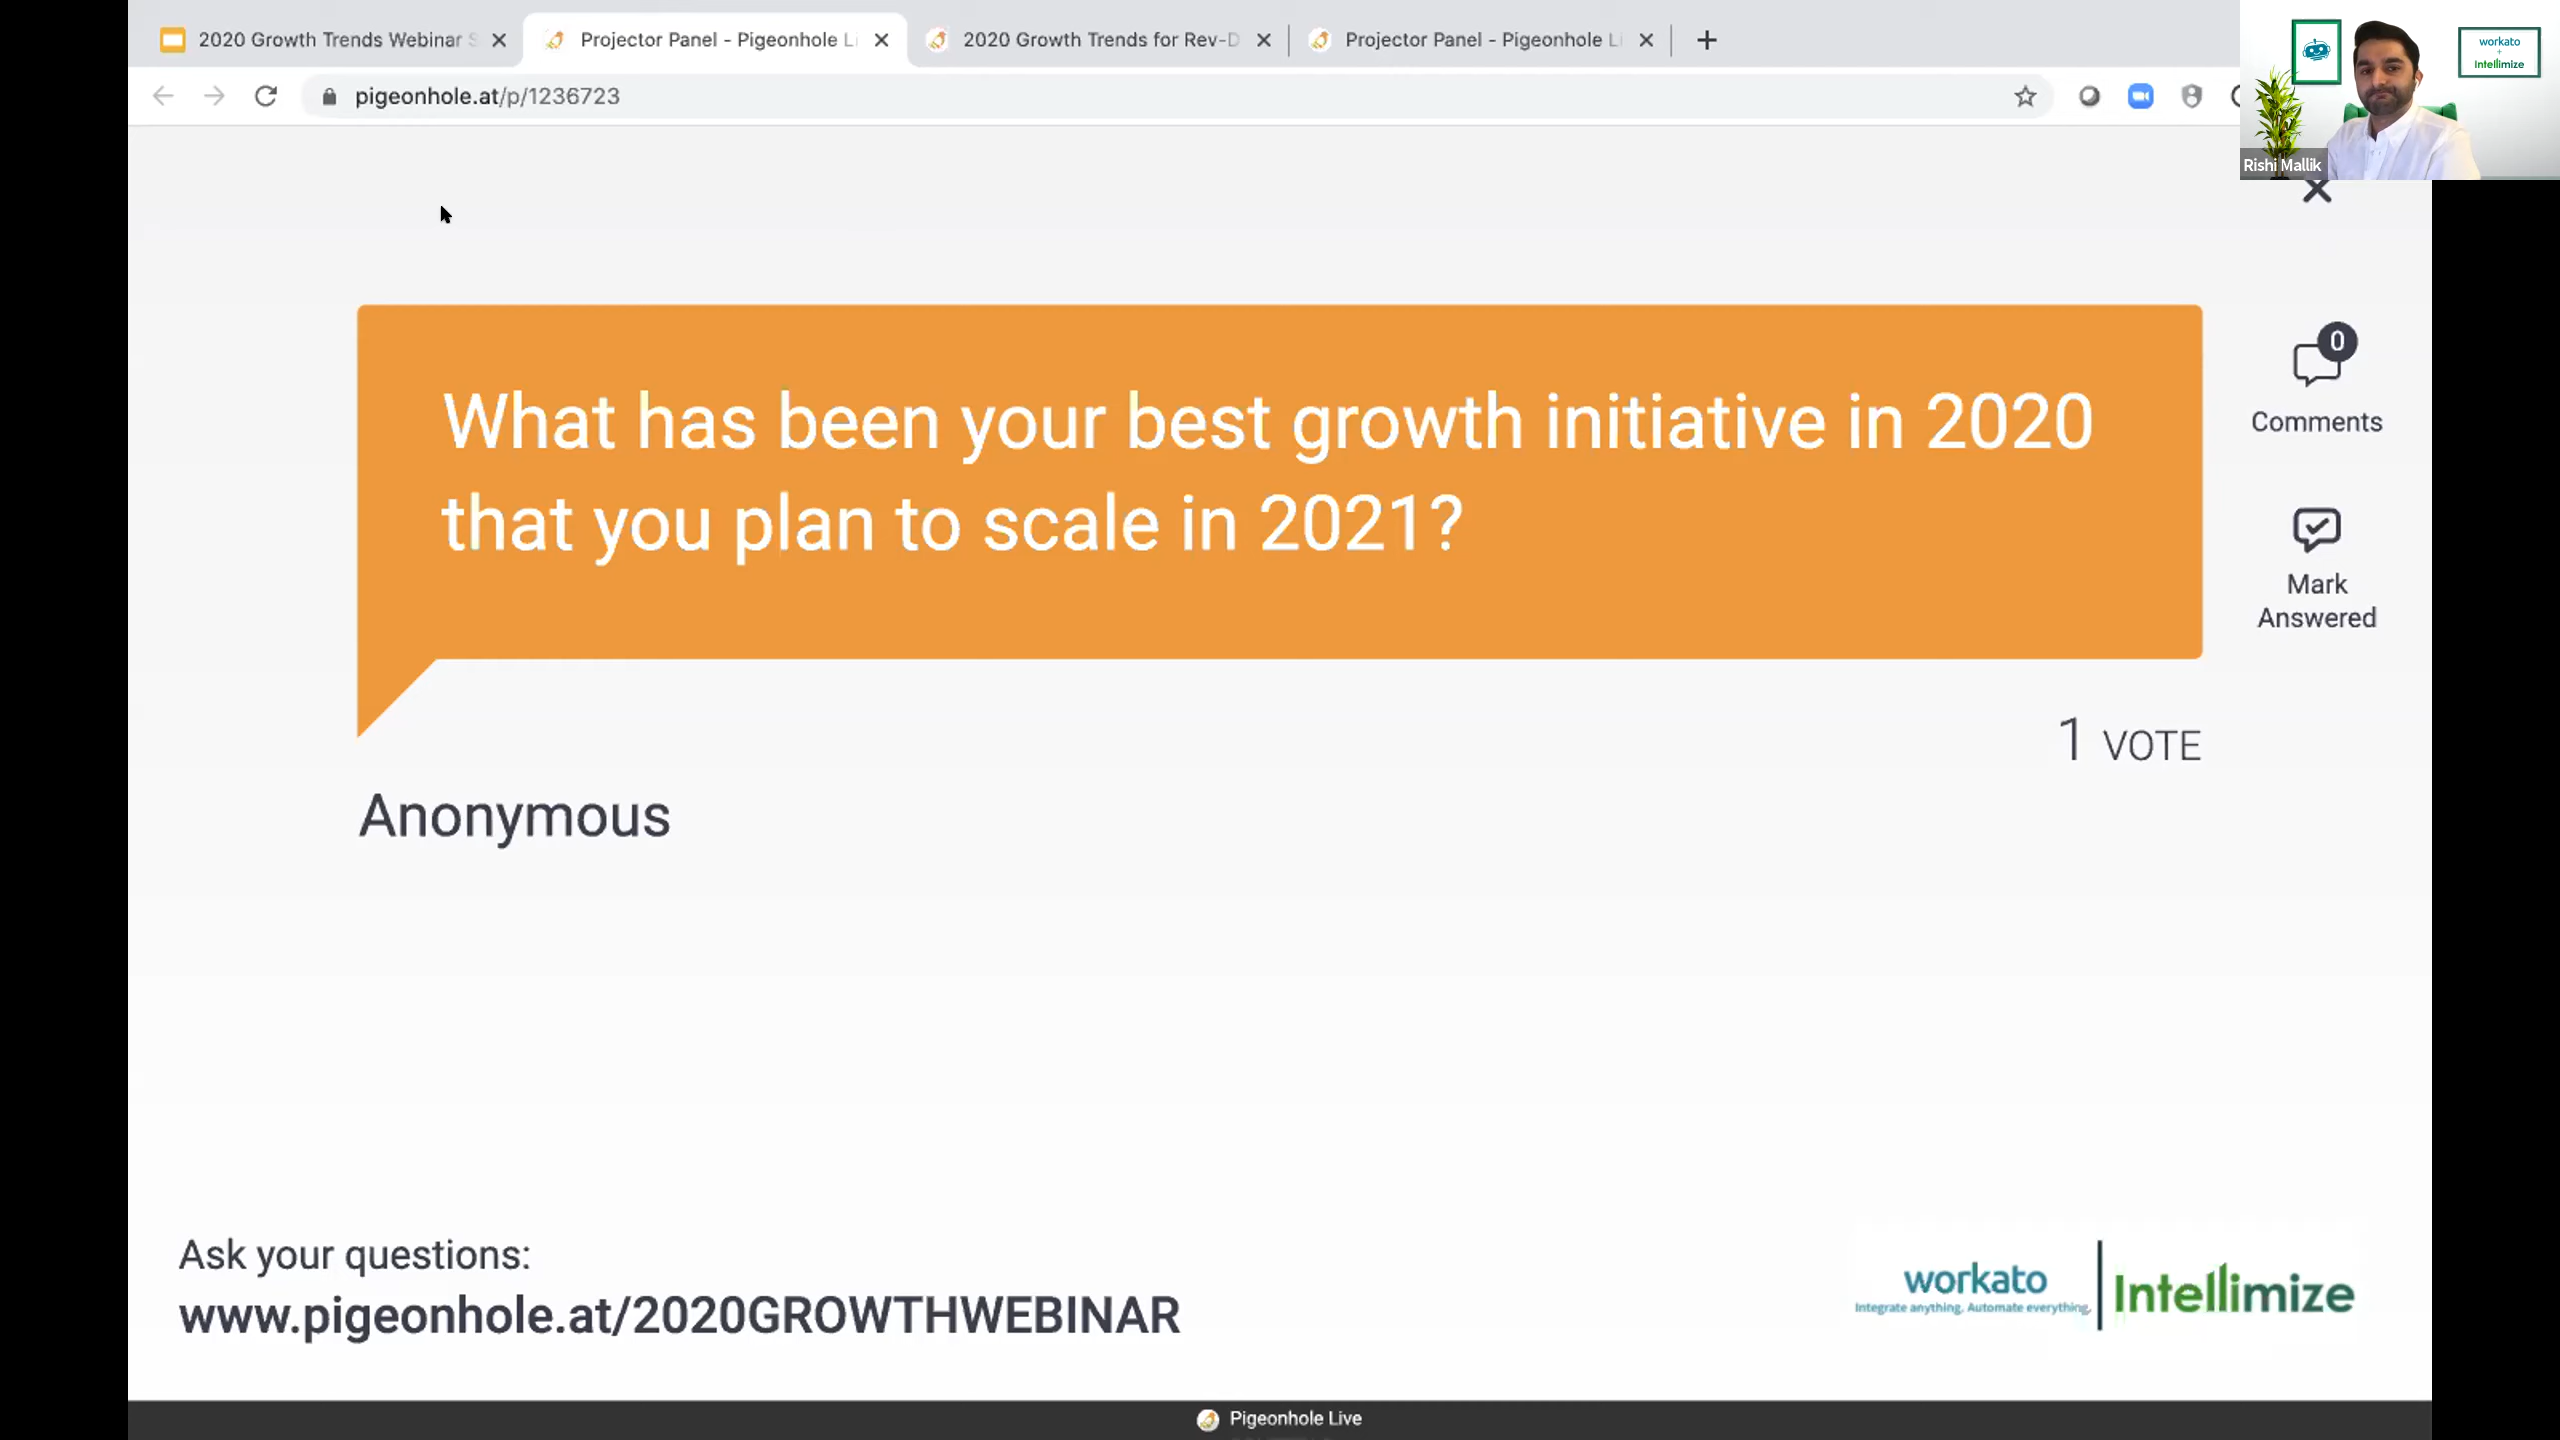 2020 Growth Trends Webinar S
Projector Panel - Pigeonhole Li
2020 Growth Trends for Rev-D
Projector Panel - Pigeonhole Li
pigeonhole.at/p/1236723
workato
+
Intellimize
Rishi Mallik
What has been your best growth initiative in 2020
that you plan to scale in 2021?
0
Comments
Mark
Answered
1 VOTE
Anonymous
Ask your questions:
www.pigeonhole.at/2020GROWTHWEBINAR
workato
Integrate anything. Automate everything.
Intellimize
Pigeonhole Live